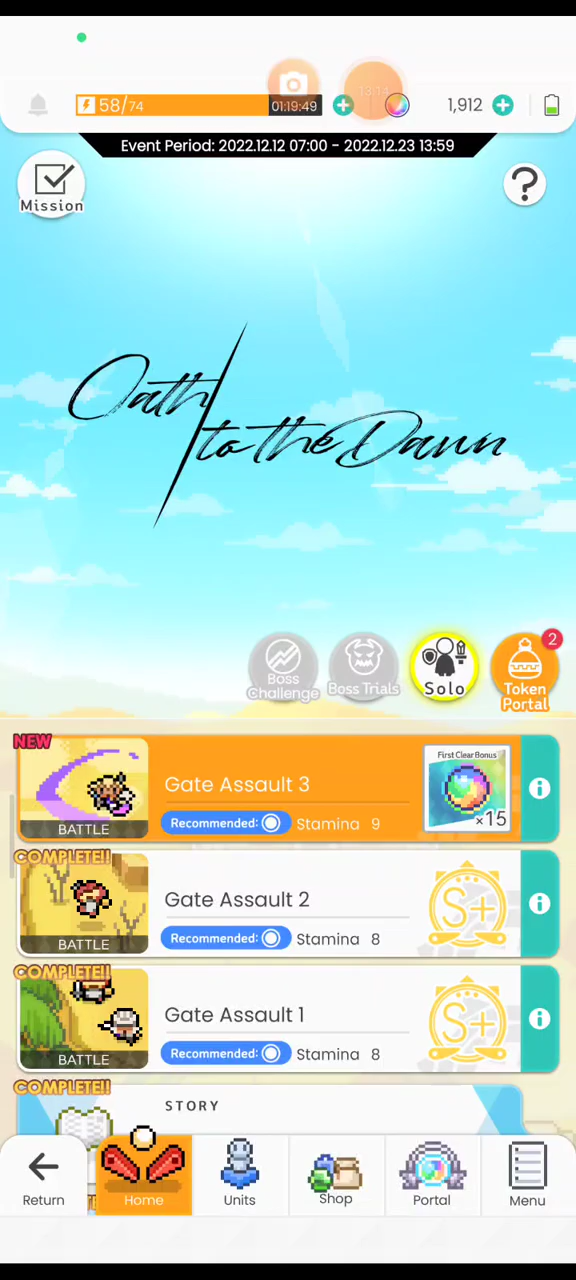 58/74
01:19:49
13:14
1,912
Event Period: 2022.12.12 07:00 - 2022.12.23 13:59
Mission
?
Oath
to the Dawn
Boss
Challenge
Boss Trials
Solo
Token
Portal
2
NEW
Gate Assault 3
First Clear Bonus
×15
BATTLE
Recommended:
Stamina 9
COMPLETE!!
Gate Assault 2
S+
BATTLE
Recommended:
Stamina 8
COMPLETE!!
Gate Assault 1
S+
BATTLE
Recommended:
Stamina 8
COMPLETE!!
STORY
Return
Home
Units
Shop
Portal
Menu